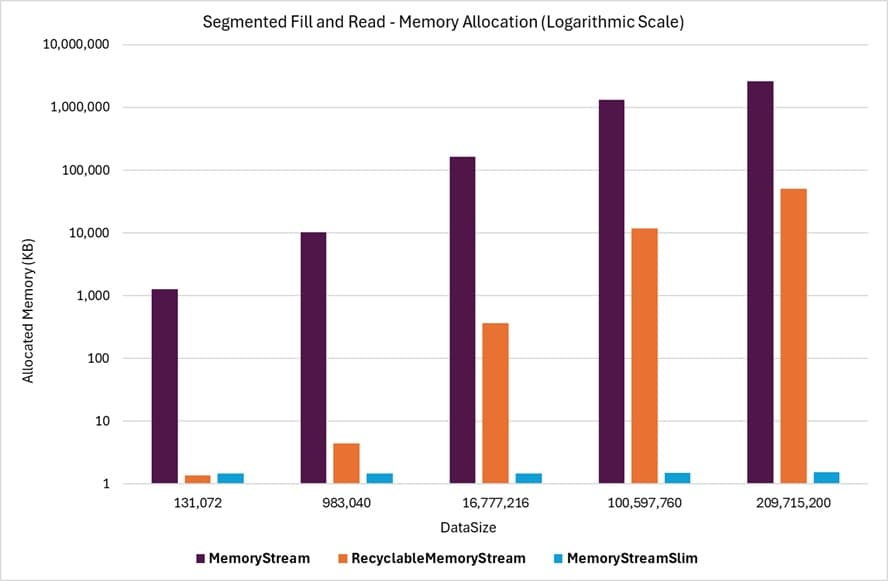 Segmented Fill and Read - Memory Allocation (Logarithmic Scale)
10,000,000
1,000,000
100,000
10,000
1,000
100
10
1
Allocated Memory (KB)
131,072
983,040
16,777,216
100,597,760
209,715,200
DataSize
MemoryStream
RecyclableMemoryStream
MemoryStreamSlim